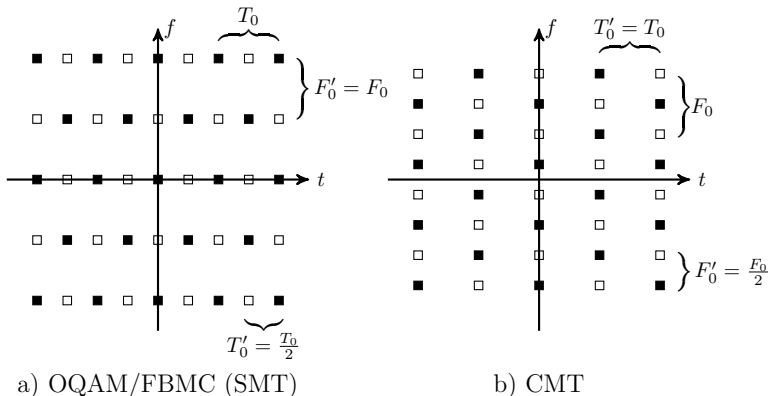 T₀
f
F₀′ = F₀
t
T₀′ = T₀/2
a) OQAM/FBMC (SMT)
T₀′ = T₀
f
F₀
t
F₀′ = F₀/2
b) CMT